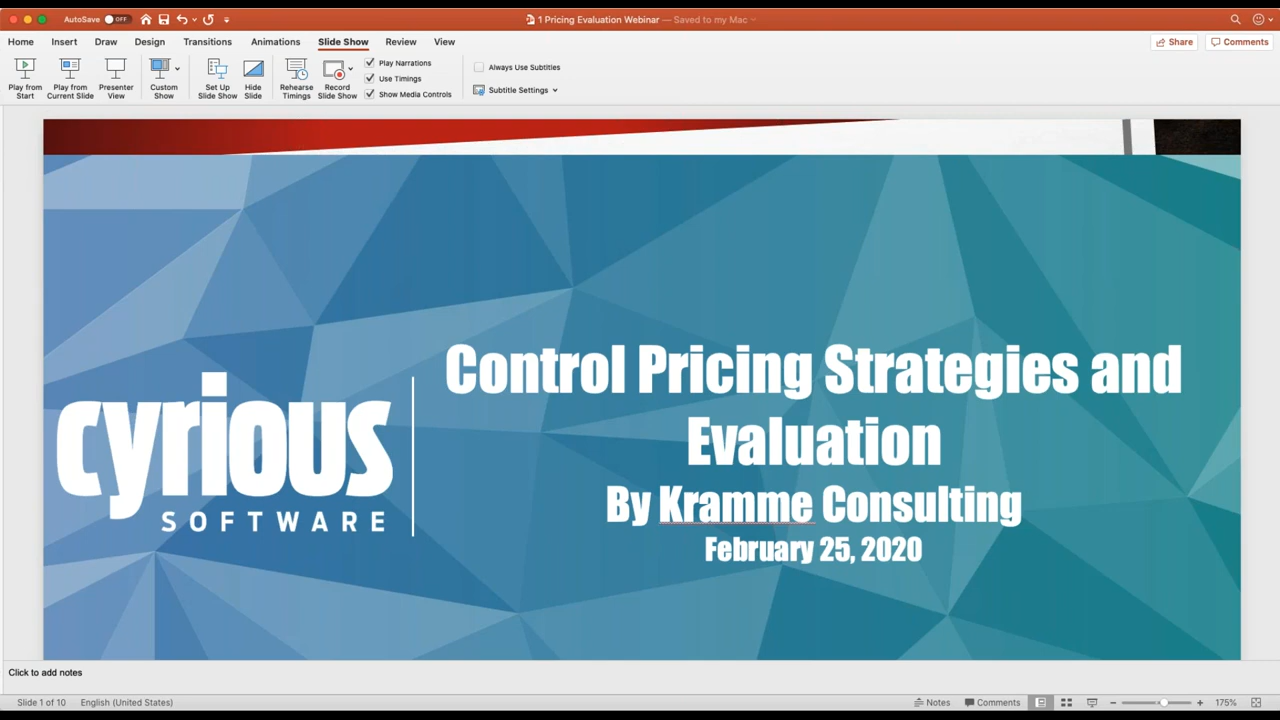 AutoSave OFF
1 Pricing Evaluation Webinar — Saved to my Mac
Home Insert Draw Design Transitions Animations Slide Show Review View Share Comments
Play from Start
Play from Current Slide
Presenter View
Custom Show
Set Up Slide Show
Hide Slide
Rehearse Timings
Record Slide Show
Play Narrations
Use Timings
Show Media Controls
Always Use Subtitles
Subtitle Settings
cyrious
SOFTWARE
Control Pricing Strategies and
Evaluation
By Kramme Consulting
February 25, 2020
Click to add notes
Slide 1 of 10 English (United States) Notes Comments 175%